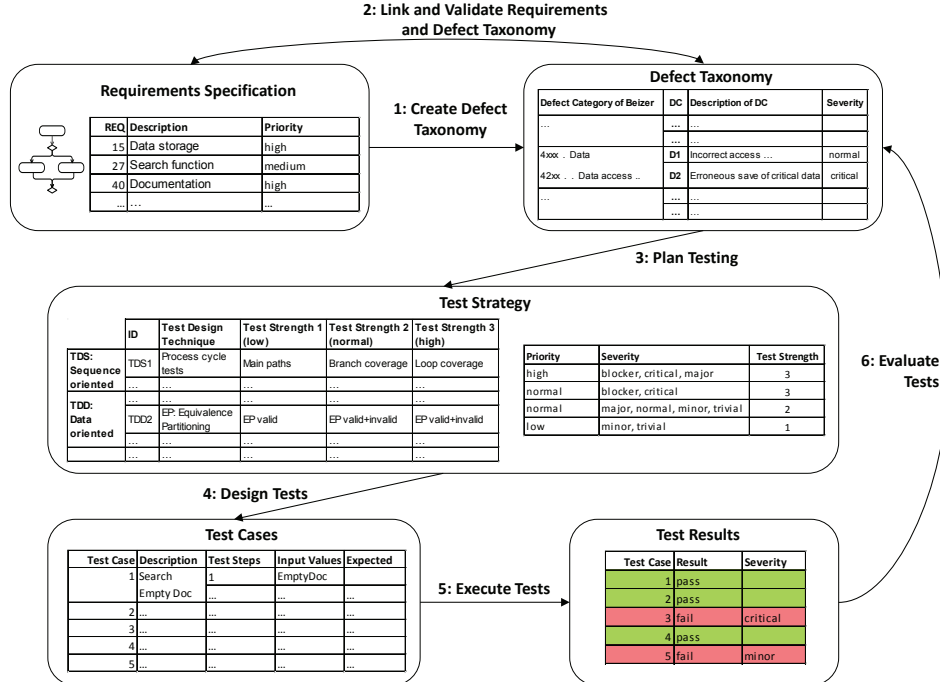 2: Link and Validate Requirements
and Defect Taxonomy
Requirements Specification
REQ Description Priority
15 Data storage high
27 Search function medium
40 Documentation high
... ... ...
1: Create Defect
Taxonomy
Defect Taxonomy
Defect Category of Beizer DC Description of DC Severity
... ... ...
... ...
4xxx . Data D1 Incorrect access ... normal
42xx . . Data access .. D2 Erroneous save of critical data critical
... ... ...
... ...
3: Plan Testing
Test Strategy
ID Test Design Technique Test Strength 1 (low) Test Strength 2 (normal) Test Strength 3 (high)
TDS: Sequence oriented TDS1 Process cycle tests Main paths Branch coverage Loop coverage
... ... ... ... ...
TDD: Data oriented ... ... ... ... ...
TDD2 EP: Equivalence Partitioning EP valid EP valid+invalid EP valid+invalid
... ... ... ... ...
... ... ... ... ...
Priority Severity Test Strength
high blocker, critical, major 3
normal blocker, critical 3
normal major, normal, minor, trivial 2
low minor, trivial 1
6: Evaluate
Tests
4: Design Tests
Test Cases
Test Case Description Test Steps Input Values Expected
1 Search 1 EmptyDoc
Empty Doc ... ... ...
2 ... ... ... ...
3 ... ... ... ...
4 ... ... ... ...
5 ... ... ... ...
5: Execute Tests
Test Results
Test Case Result Severity
1 pass
2 pass
3 fail critical
4 pass
5 fail minor